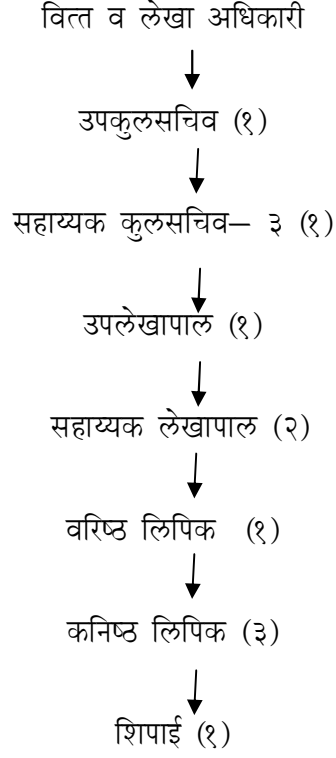 वित्त व लेखा अधिकारी
उपकुलसचिव (१)
सहाय्यक कुलसचिव– ३ (१)
उपलेखापाल (१)
सहाय्यक लेखापाल (२)
वरिष्ठ लिपिक (१)
कनिष्ठ लिपिक (३)
शिपाई (१)